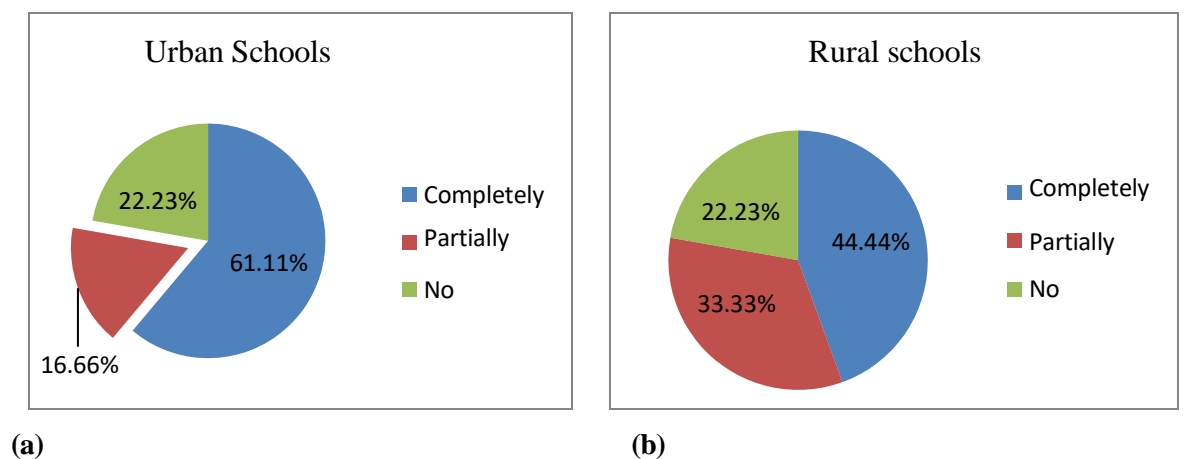 Urban Schools
22.23%
61.11%
16.66%
Completely
Partially
No
(a)
Rural schools
22.23%
44.44%
33.33%
Completely
Partially
No
(b)